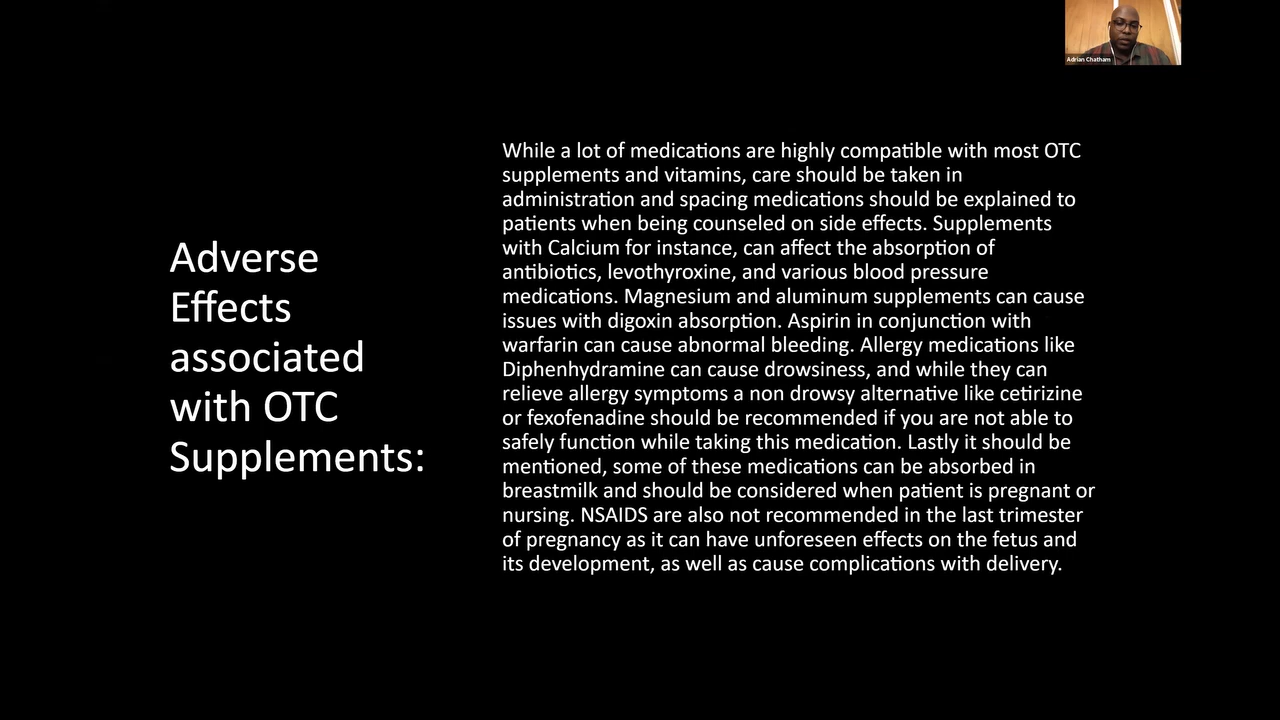 Adrian Chatham
Adverse
Effects
associated
with OTC
Supplements:
While a lot of medications are highly compatible with most OTC
supplements and vitamins, care should be taken in
administration and spacing medications should be explained to
patients when being counseled on side effects. Supplements
with Calcium for instance, can affect the absorption of
antibiotics, levothyroxine, and various blood pressure
medications. Magnesium and aluminum supplements can cause
issues with digoxin absorption. Aspirin in conjunction with
warfarin can cause abnormal bleeding. Allergy medications like
Diphenhydramine can cause drowsiness, and while they can
relieve allergy symptoms a non drowsy alternative like cetirizine
or fexofenadine should be recommended if you are not able to
safely function while taking this medication. Lastly it should be
mentioned, some of these medications can be absorbed in
breastmilk and should be considered when patient is pregnant or
nursing. NSAIDS are also not recommended in the last trimester
of pregnancy as it can have unforeseen effects on the fetus and
its development, as well as cause complications with delivery.